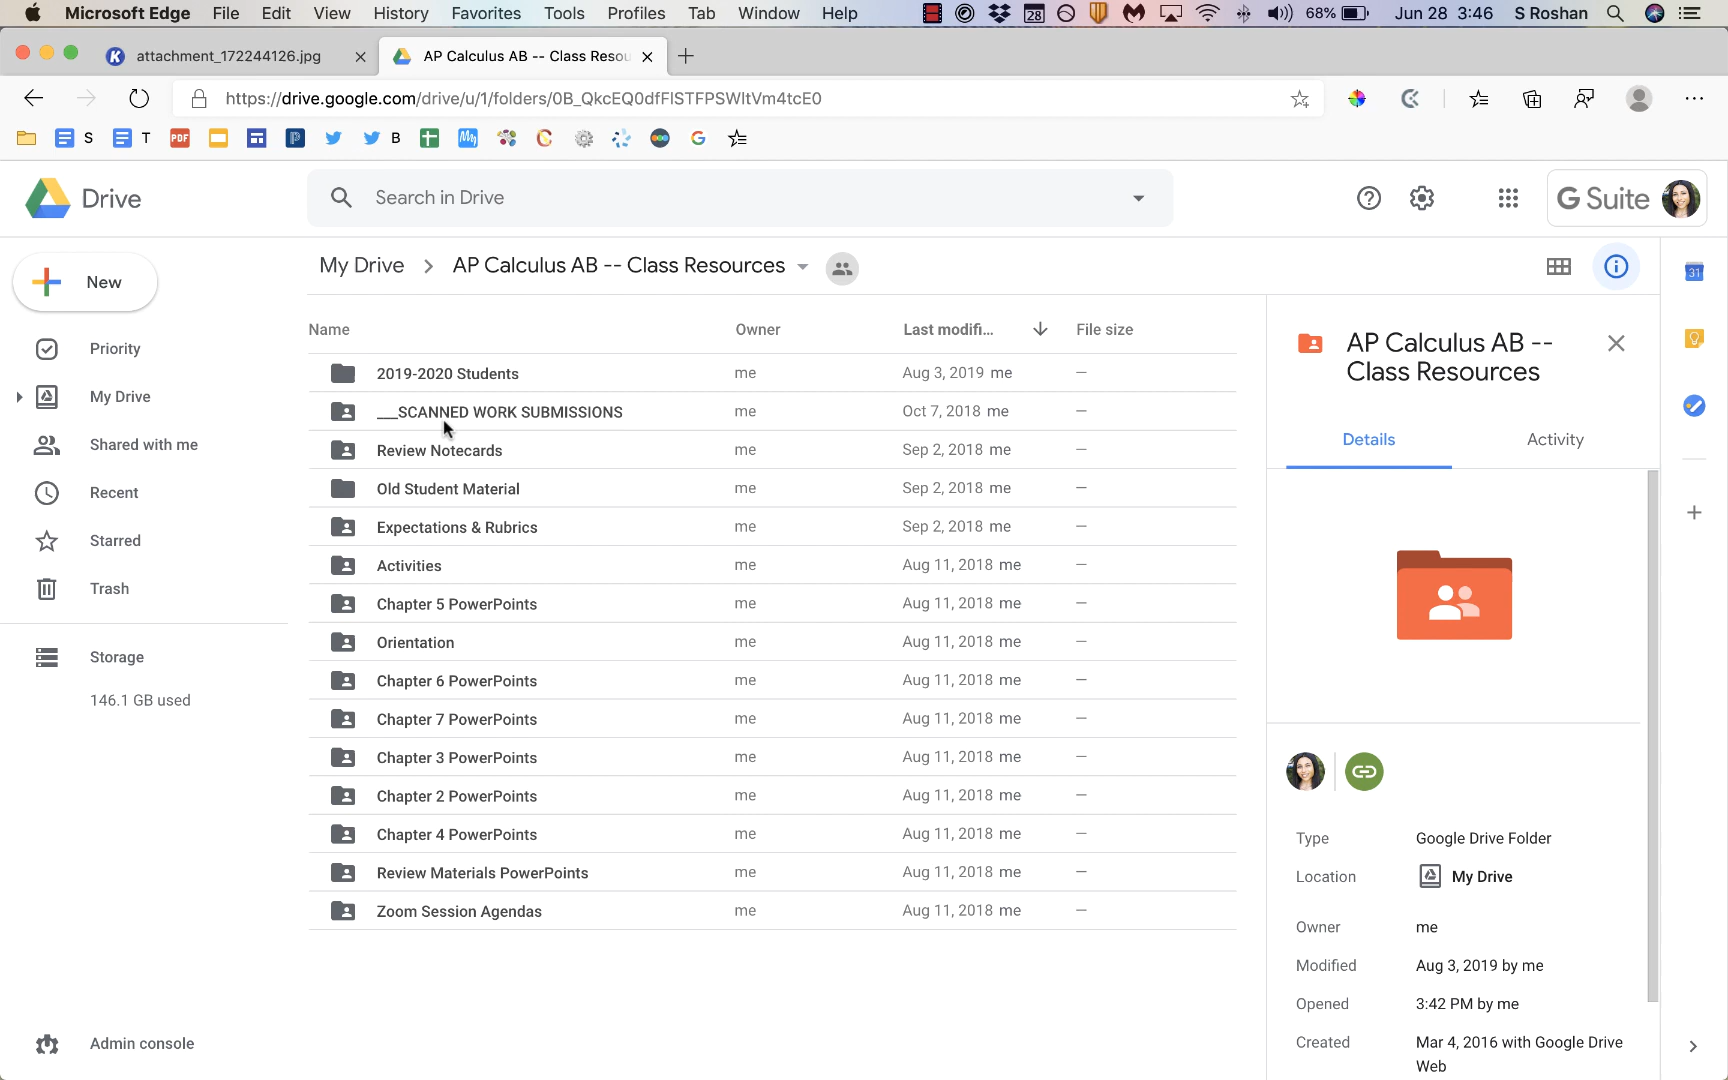 Microsoft Edge File Edit View History Favorites Tools Profiles Tab Window Help 28 68% Jun 28 3:46 S Roshan
K attachment_172244126.jpg AP Calculus AB -- Class Resou
https://drive.google.com/drive/u/1/folders/0B_QkcEQ0dfFlSTFPSWltVm4tcE0
S T PDF B My G
Drive Search in Drive G Suite
New
My Drive > AP Calculus AB -- Class Resources
31
Priority
My Drive
Shared with me
Recent
Starred
Trash
Storage
146.1 GB used
Admin console
Name Owner Last modifi... File size
2019-2020 Students me Aug 3, 2019 me —
___SCANNED WORK SUBMISSIONS me Oct 7, 2018 me —
Review Notecards me Sep 2, 2018 me —
Old Student Material me Sep 2, 2018 me —
Expectations & Rubrics me Sep 2, 2018 me —
Activities me Aug 11, 2018 me —
Chapter 5 PowerPoints me Aug 11, 2018 me —
Orientation me Aug 11, 2018 me —
Chapter 6 PowerPoints me Aug 11, 2018 me —
Chapter 7 PowerPoints me Aug 11, 2018 me —
Chapter 3 PowerPoints me Aug 11, 2018 me —
Chapter 2 PowerPoints me Aug 11, 2018 me —
Chapter 4 PowerPoints me Aug 11, 2018 me —
Review Materials PowerPoints me Aug 11, 2018 me —
Zoom Session Agendas me Aug 11, 2018 me —
AP Calculus AB --
Class Resources
Details Activity
Type Google Drive Folder
Location My Drive
Owner me
Modified Aug 3, 2019 by me
Opened 3:42 PM by me
Created Mar 4, 2016 with Google Drive
Web